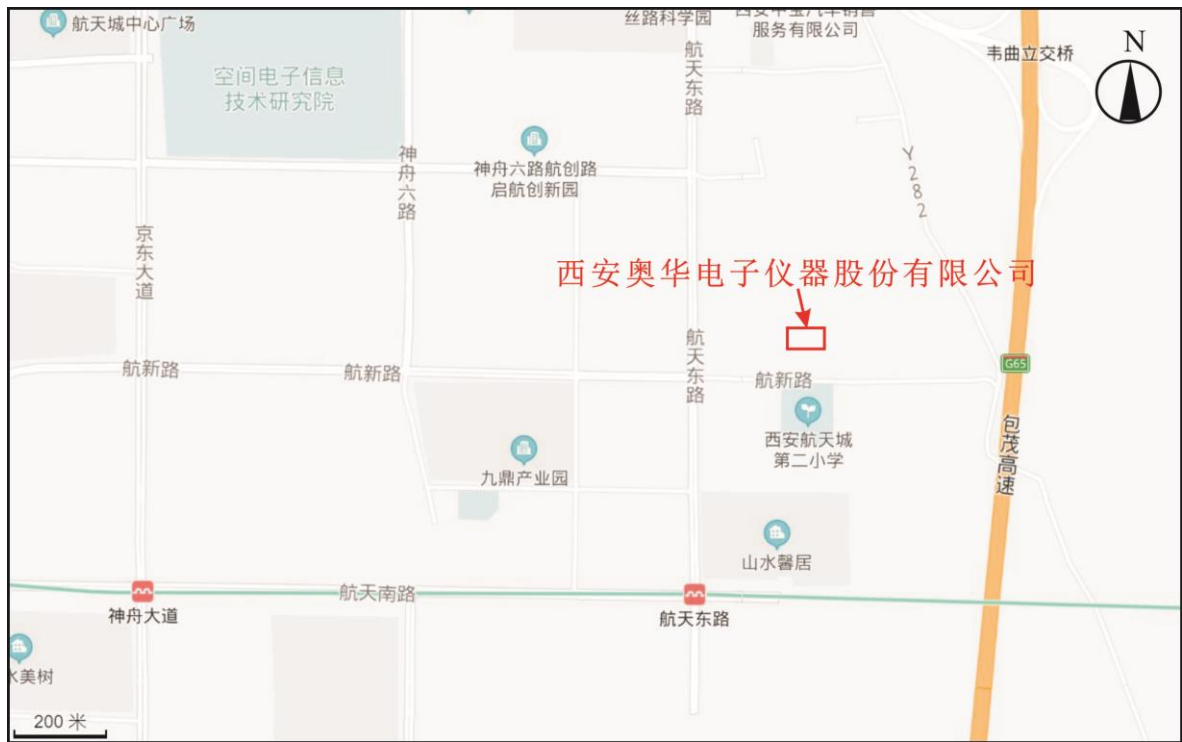 航天城中心广场
丝路科学园
服务有限公司
韦曲立交桥
N
空间电子信息
技术研究院
航天东路
神舟六路
神舟六路航创路
启航创新园
Y282
京东大道
西安奥华电子仪器股份有限公司
航天东路
航新路
航新路
航新路
G65
包茂高速
西安航天城
第二小学
九鼎产业园
山水馨居
航天南路
神舟大道
航天东路
水美树
200 米